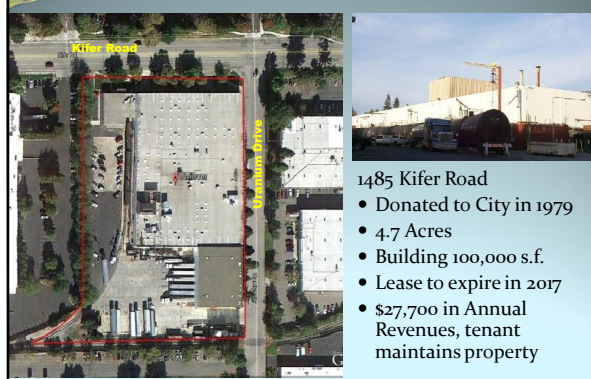 Kifer Road
Uranium Drive
1485 Kifer Road
• Donated to City in 1979
• 4.7 Acres
• Building 100,000 s.f.
• Lease to expire in 2017
• $27,700 in Annual
Revenues, tenant
maintains property